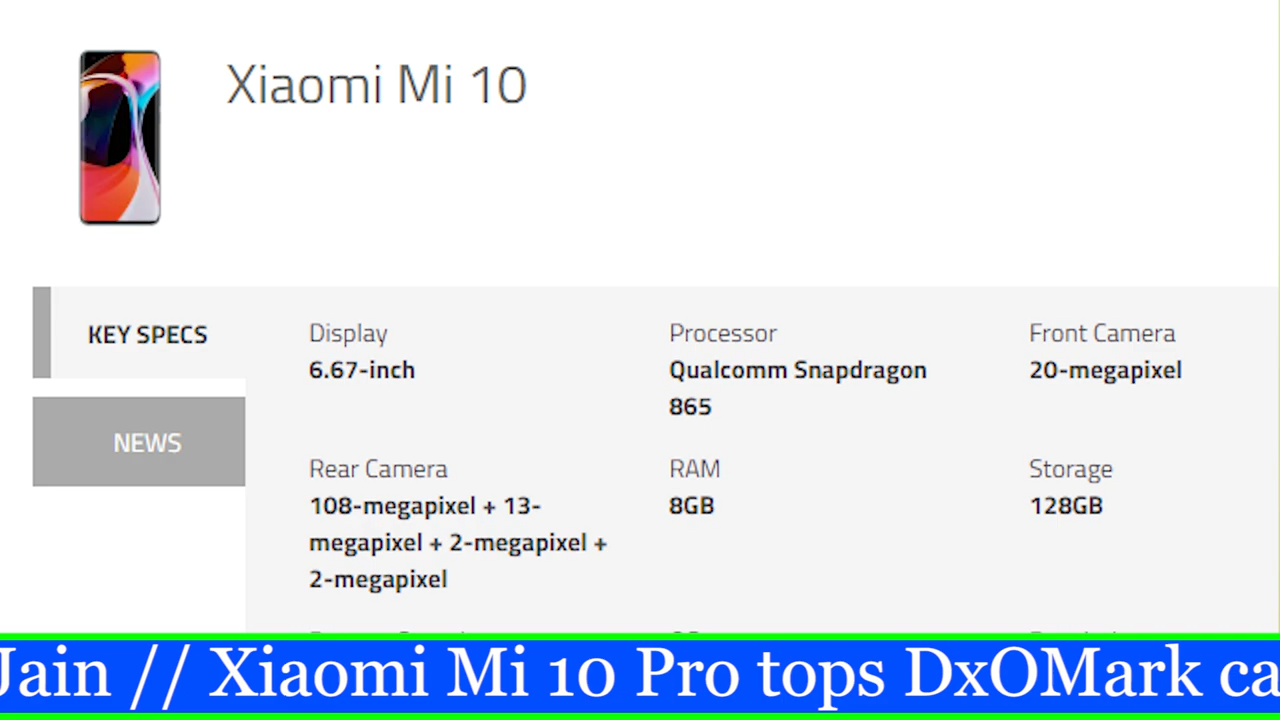 Xiaomi Mi 10
KEY SPECS
NEWS
Display
6.67-inch
Processor
Qualcomm Snapdragon
865
Front Camera
20-megapixel
Rear Camera
108-megapixel + 13-
megapixel + 2-megapixel +
2-megapixel
RAM
8GB
Storage
128GB
Jain // Xiaomi Mi 10 Pro tops DxOMark ca